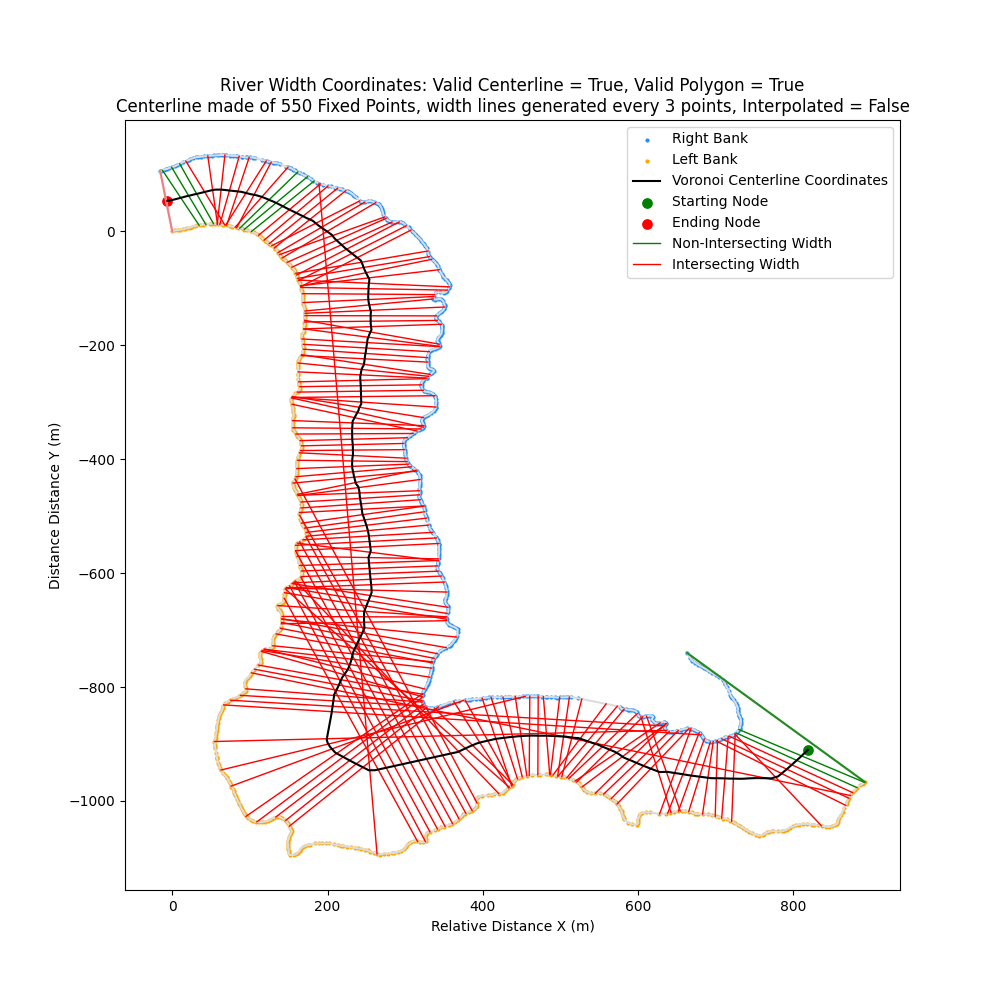 River Width Coordinates: Valid Centerline = True, Valid Polygon = True
Centerline made of 550 Fixed Points, width lines generated every 3 points, Interpolated = False
Right Bank
Left Bank
Voronoi Centerline Coordinates
Starting Node
Ending Node
Non-Intersecting Width
Intersecting Width
0
−200
−400
−600
−800
−1000
Distance Distance Y (m)
0
200
400
600
800
Relative Distance X (m)